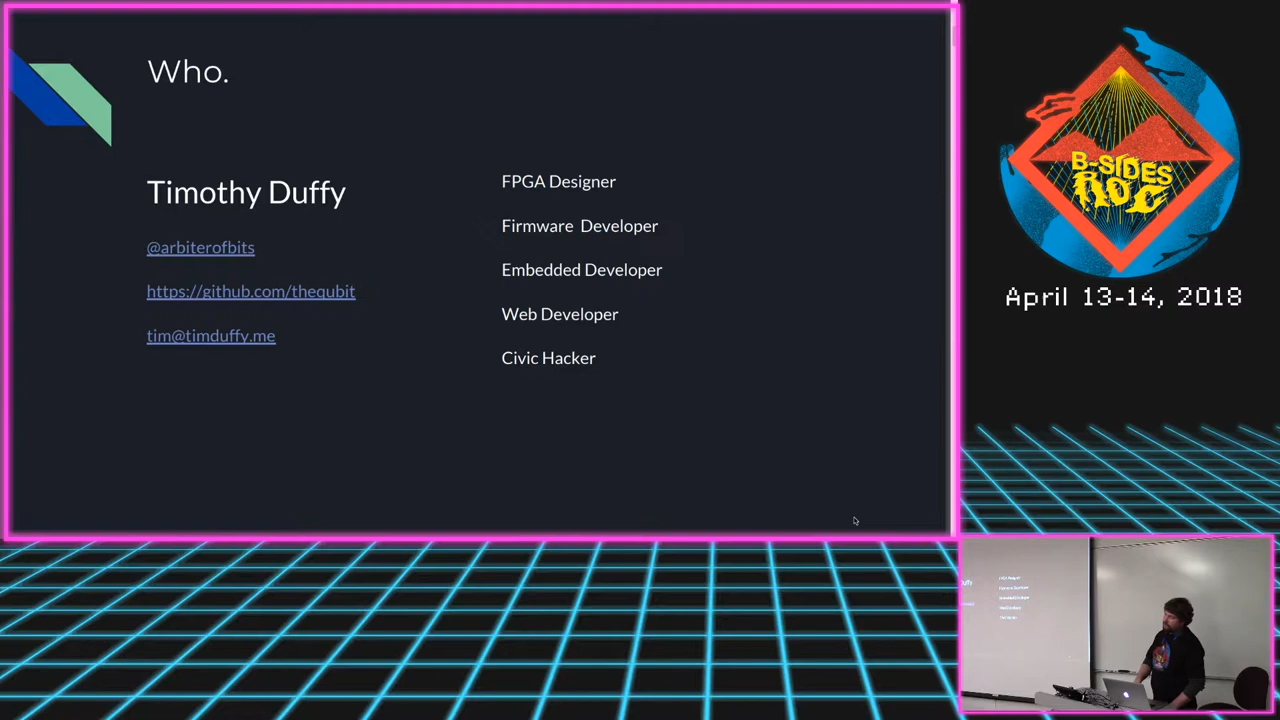 Who.
Timothy Duffy
@arbiterofbits
https://github.com/thequbit
tim@timduffy.me
FPGA Designer
Firmware Developer
Embedded Developer
Web Developer
Civic Hacker
B-SIDES
ROC
April 13-14, 2018